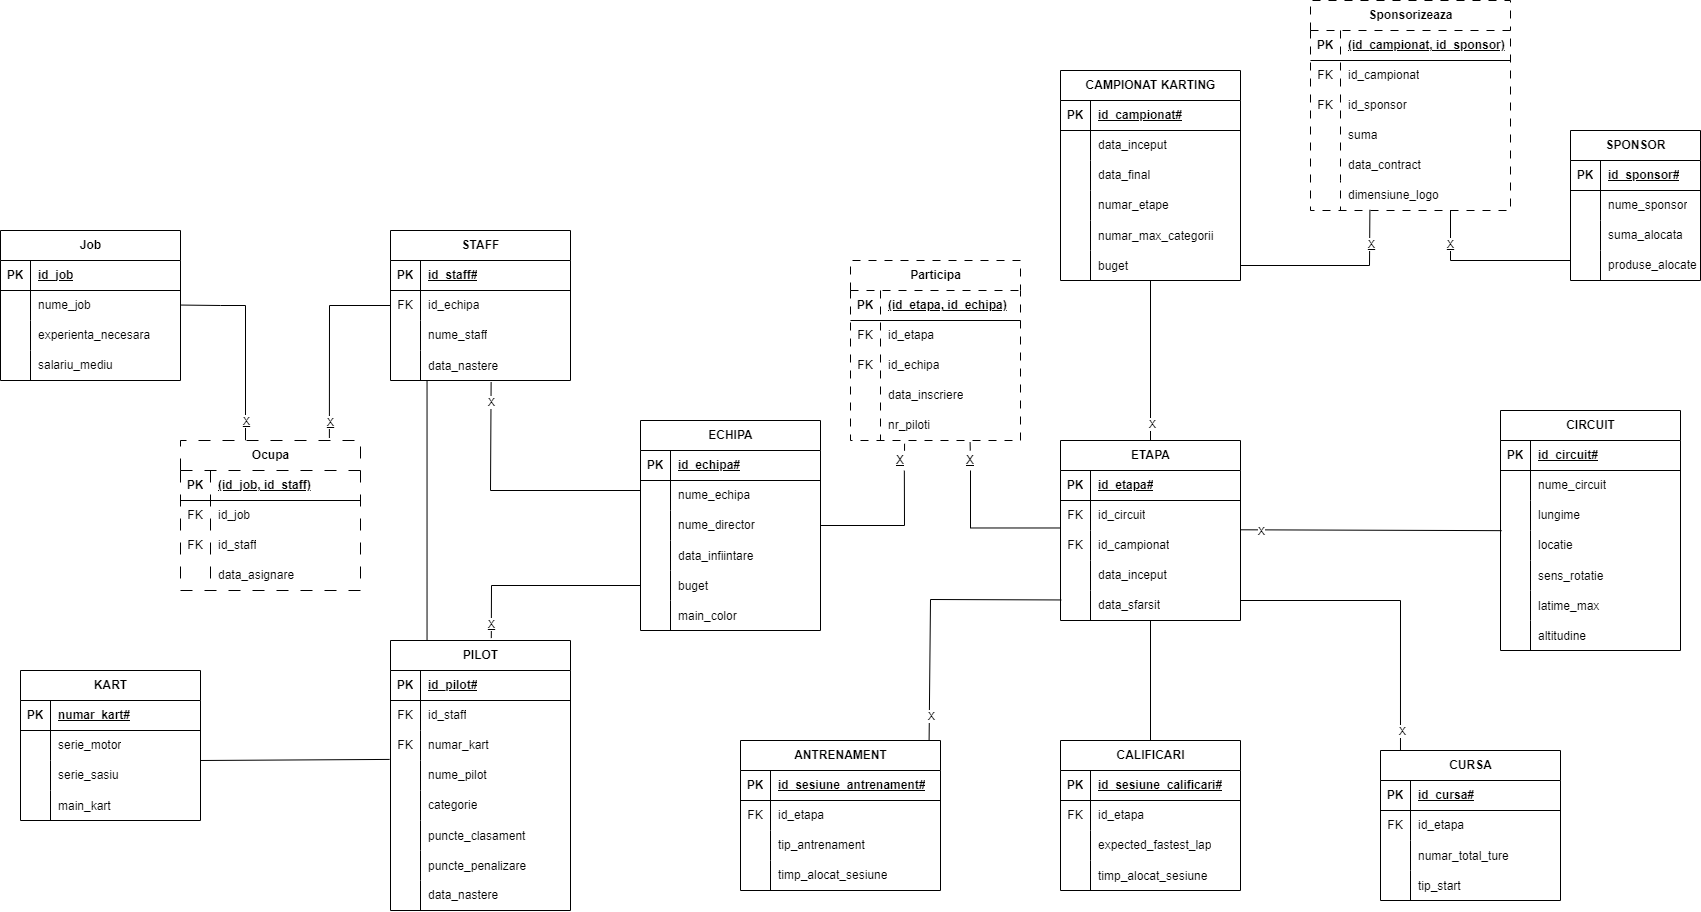 Sponsorizeaza
PK (id_campionat, id_sponsor)
FK id_campionat
FK id_sponsor
suma
data_contract
dimensiune_logo
X
X
CAMPIONAT KARTING
PK id_campionat#
data_inceput
data_final
numar_etape
numar_max_categorii
buget
X
SPONSOR
PK id_sponsor#
nume_sponsor
suma_alocata
produse_alocate
Job
PK id_job
nume_job
experienta_necesara
salariu_mediu
X
STAFF
PK id_staff#
FK id_echipa
nume_staff
data_nastere
X
X
Participa
PK (id_etapa, id_echipa)
FK id_etapa
FK id_echipa
data_inscriere
nr_piloti
X
X
Ocupa
PK (id_job, id_staff)
FK id_job
FK id_staff
data_asignare
ECHIPA
PK id_echipa#
nume_echipa
nume_director
data_infiintare
buget
main_color
X
ETAPA
PK id_etapa#
FK id_circuit
FK id_campionat
data_inceput
data_sfarsit
X
CIRCUIT
PK id_circuit#
nume_circuit
lungime
locatie
sens_rotatie
latime_max
altitudine
KART
PK numar_kart#
serie_motor
serie_sasiu
main_kart
PILOT
PK id_pilot#
FK id_staff
FK numar_kart
nume_pilot
categorie
puncte_clasament
puncte_penalizare
data_nastere
X
ANTRENAMENT
PK id_sesiune_antrenament#
FK id_etapa
tip_antrenament
timp_alocat_sesiune
CALIFICARI
PK id_sesiune_calificari#
FK id_etapa
expected_fastest_lap
timp_alocat_sesiune
X
CURSA
PK id_cursa#
FK id_etapa
numar_total_ture
tip_start